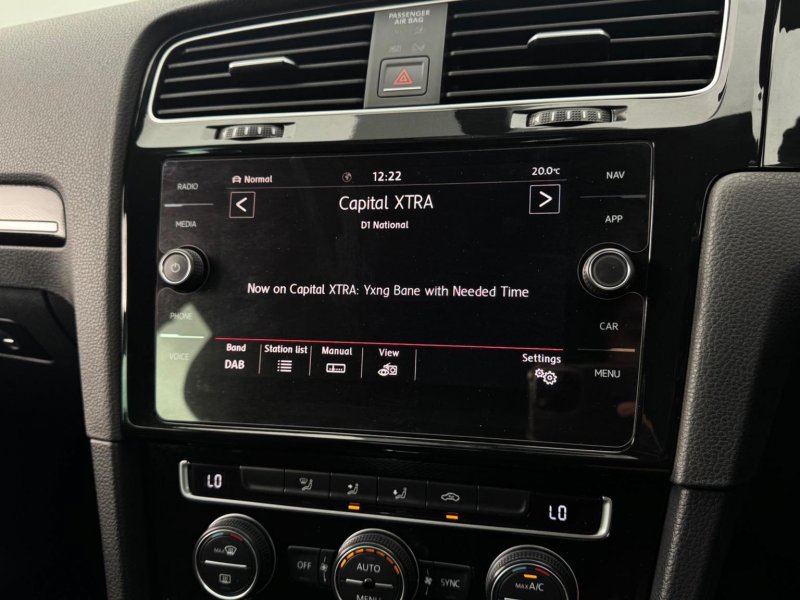 PASSENGER
AIR BAG
RADIO
MEDIA
PHONE
VOICE
Normal
12:22
20.0°C
Capital XTRA
D1 National
Now on Capital XTRA: Yxng Bane with Needed Time
Band
DAB
Station list
Manual
View
Settings
NAV
APP
CAR
MENU
LO
LO
MAX
OFF
AUTO
MENU
SYNC
MAX A/C